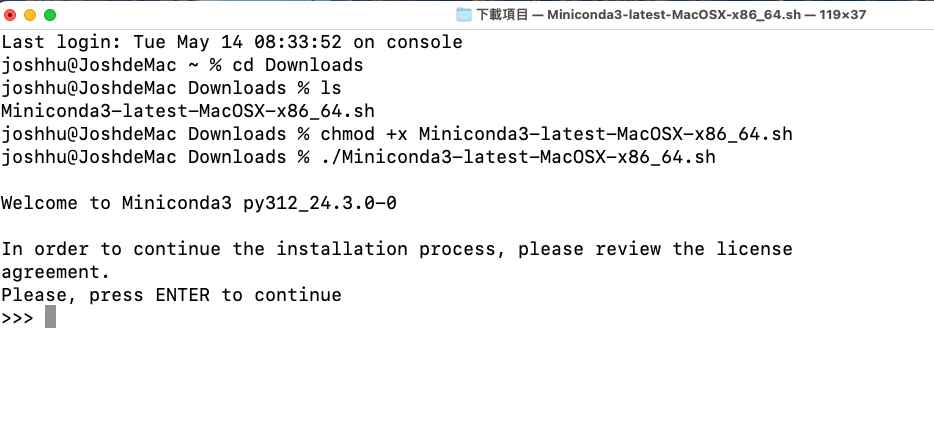 下載項目 — Miniconda3-latest-MacOSX-x86_64.sh — 119×37
Last login: Tue May 14 08:33:52 on console
joshhu@JoshdeMac ~ % cd Downloads
joshhu@JoshdeMac Downloads % ls
Miniconda3-latest-MacOSX-x86_64.sh
joshhu@JoshdeMac Downloads % chmod +x Miniconda3-latest-MacOSX-x86_64.sh
joshhu@JoshdeMac Downloads % ./Miniconda3-latest-MacOSX-x86_64.sh
Welcome to Miniconda3 py312_24.3.0-0
In order to continue the installation process, please review the license
agreement.
Please, press ENTER to continue
>>>